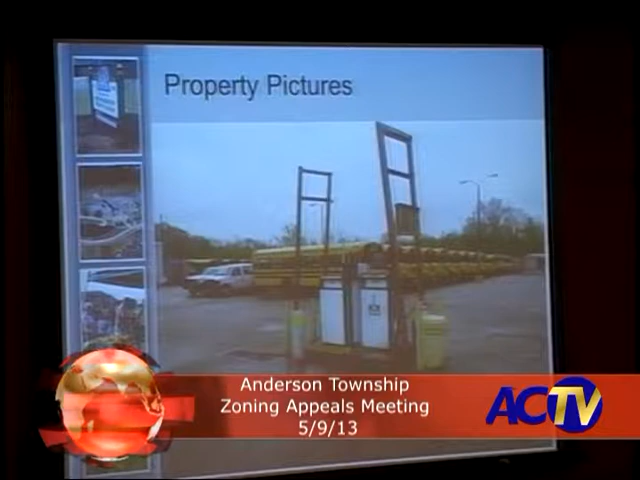 Property Pictures
Anderson Township
Zoning Appeals Meeting
5/9/13
ACTV